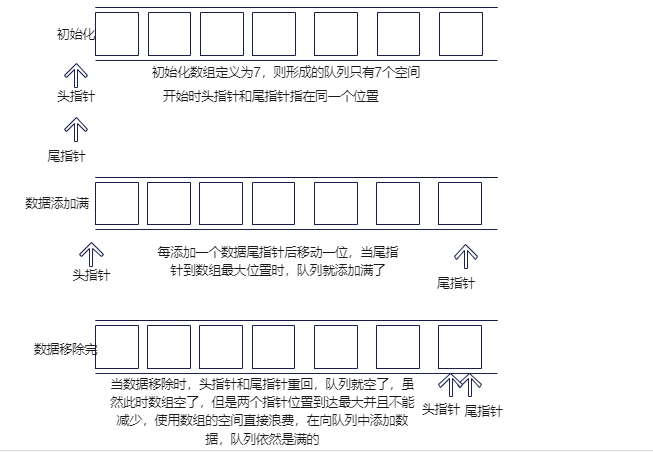 初始化
初始化数组定义为7，则形成的队列只有7个空间
头指针
开始时头指针和尾指针指在同一个位置
尾指针
数据添加满
每添加一个数据尾指针后移动一位，当尾指
针到数组最大位置时，队列就添加满了
头指针
尾指针
数据移除完
当数据移除时，头指针和尾指针重回，队列就空了，虽
然此时数组空了，但是两个指针位置到达最大并且不能
减少，使用数组的空间直接浪费，在向队列中添加数
据，队列依然是满的
头指针
尾指针